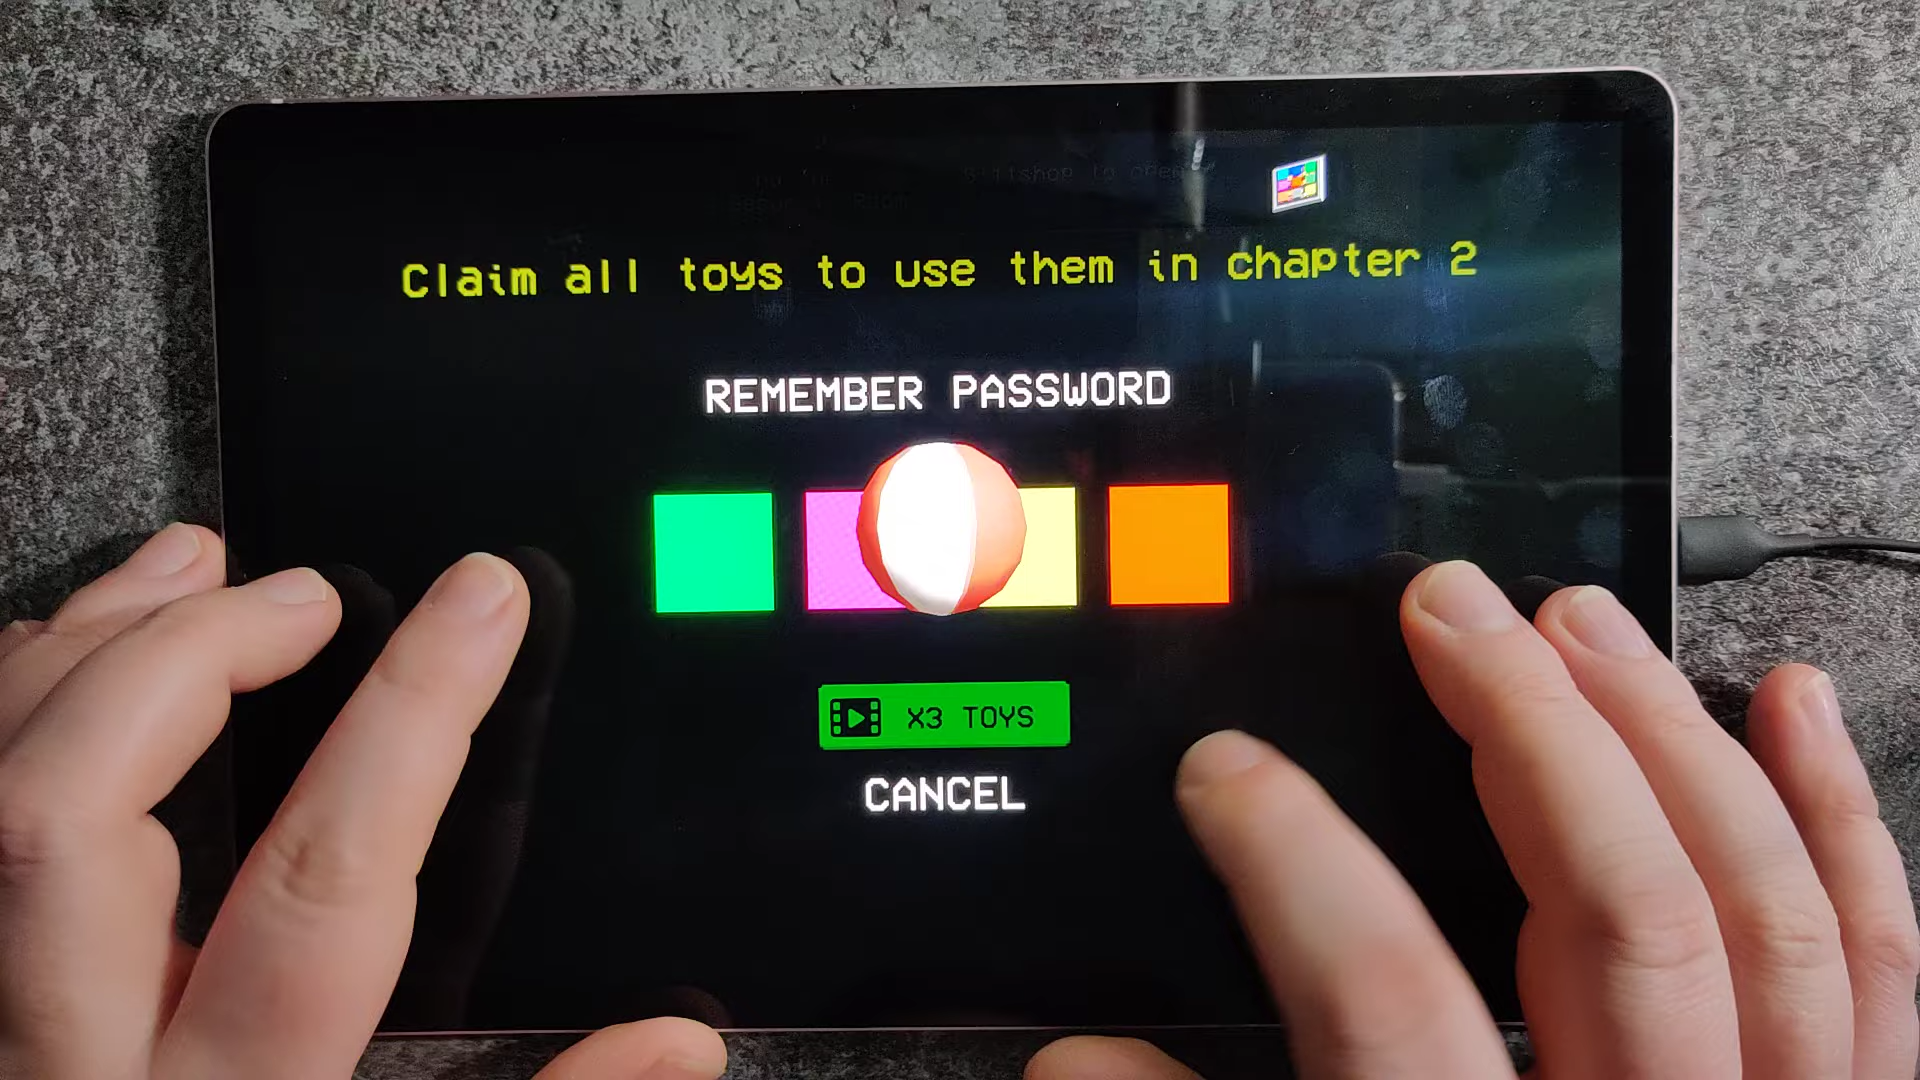 Claim all toys to use them in chapter 2
REMEMBER PASSWORD
X3 TOYS
CANCEL